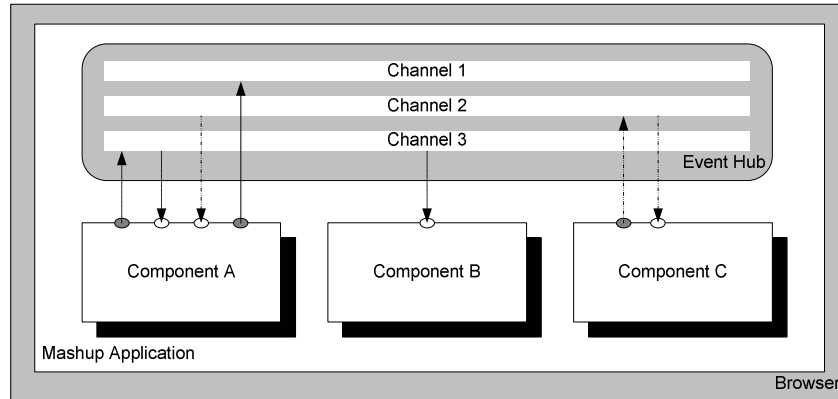 Channel 1
Channel 2
Channel 3
Event Hub
Component A
Component B
Component C
Mashup Application
Browser